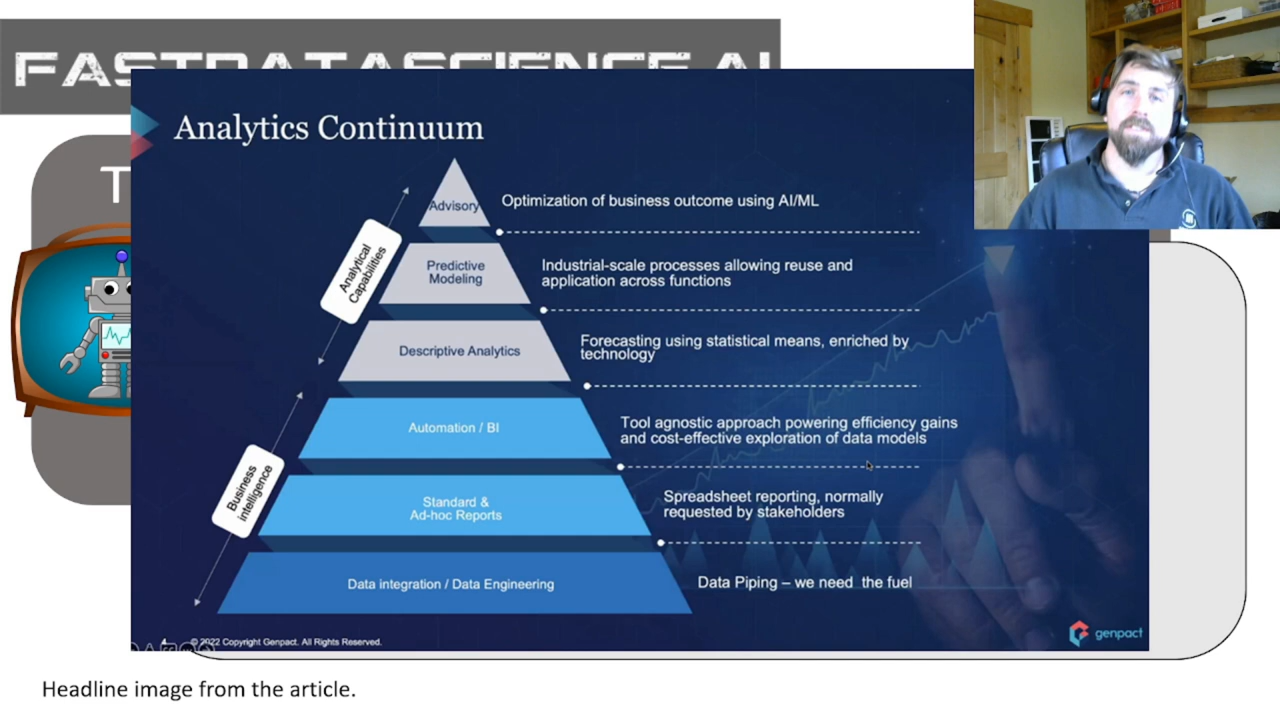 FASTDATASCIENCE.AI
T
Analytics Continuum
Advisory
Optimization of business outcome using AI/ML
Analytical
Capabilities
Predictive
Modeling
Industrial-scale processes allowing reuse and
application across functions
Descriptive Analytics
Forecasting using statistical means, enriched by
technology
Automation / BI
Tool agnostic approach powering efficiency gains
and cost-effective exploration of data models
Business
intelligence
Standard &
Ad-hoc Reports
Spreadsheet reporting, normally
requested by stakeholders
Data integration / Data Engineering
Data Piping – we need the fuel
4 © 2022 Copyright Genpact. All Rights Reserved.
genpact
Headline image from the article.